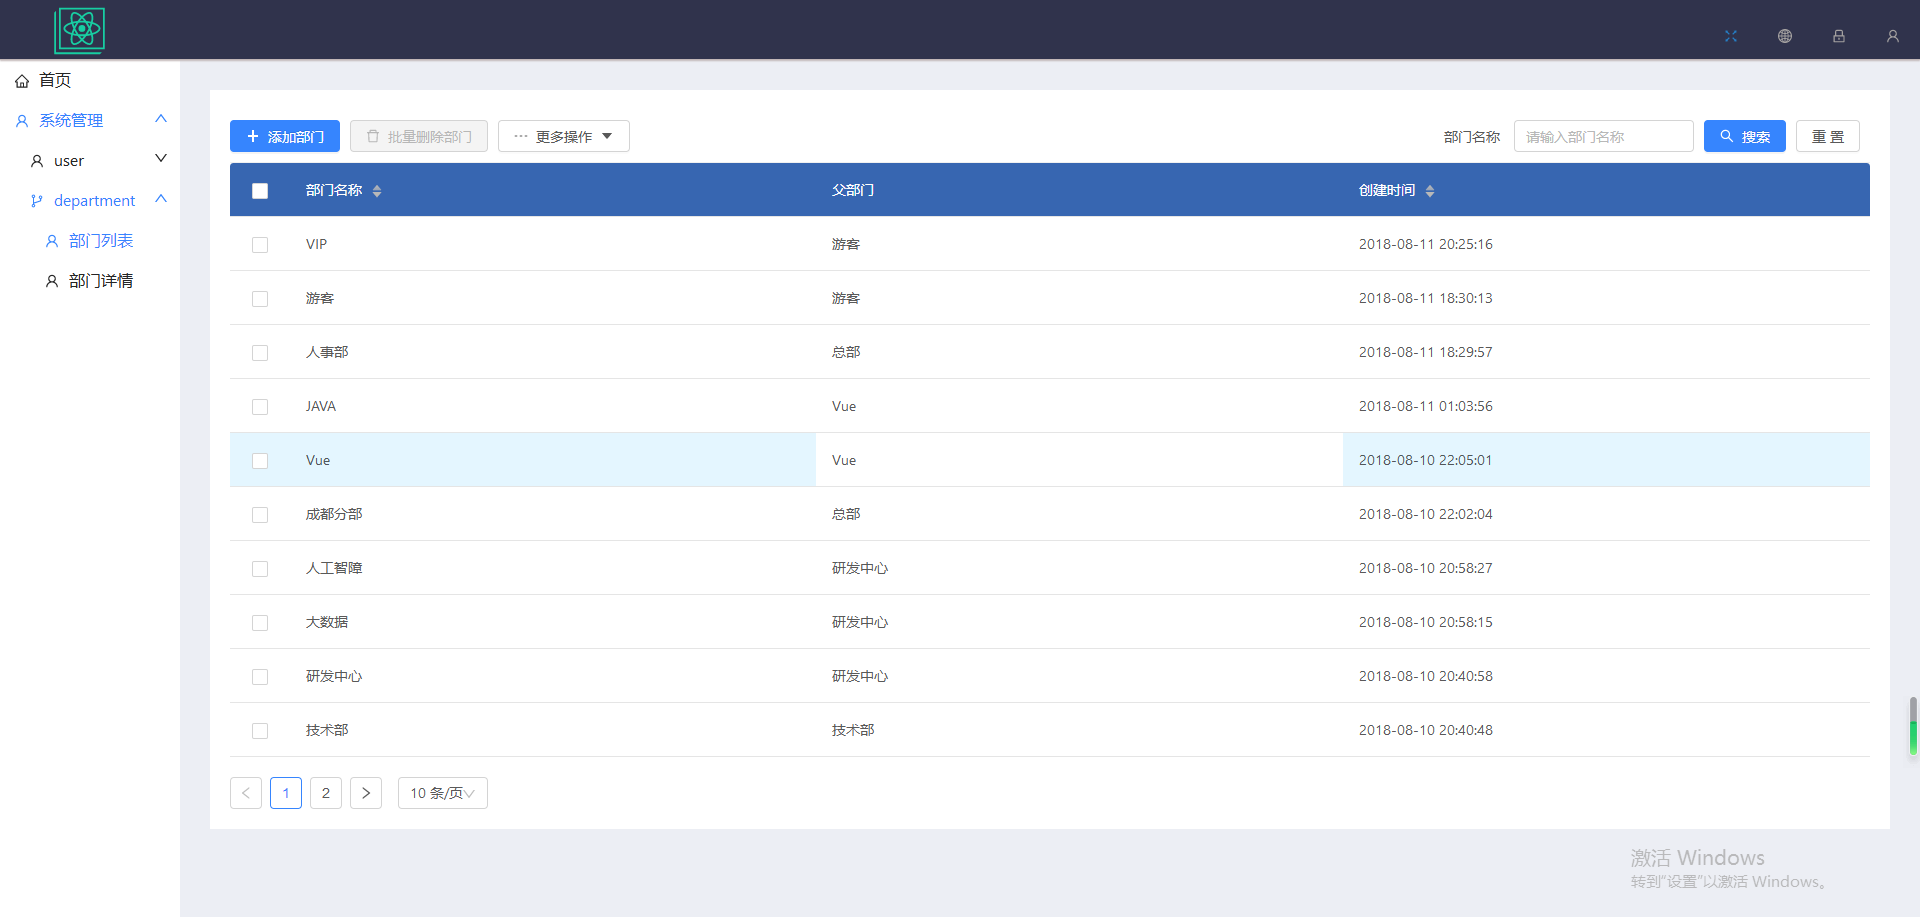 首页
系统管理
user
department
部门列表
部门详情
添加部门 批量删除部门 更多操作 部门名称 请输入部门名称 搜索 重 置
部门名称 父部门 创建时间
VIP 游客 2018-08-11 20:25:16
游客 游客 2018-08-11 18:30:13
人事部 总部 2018-08-11 18:29:57
JAVA Vue 2018-08-11 01:03:56
Vue Vue 2018-08-10 22:05:01
成都分部 总部 2018-08-10 22:02:04
人工智障 研发中心 2018-08-10 20:58:27
大数据 研发中心 2018-08-10 20:58:15
研发中心 研发中心 2018-08-10 20:40:58
技术部 技术部 2018-08-10 20:40:48
1 2 10 条/页
激活 Windows
转到“设置”以激活 Windows。